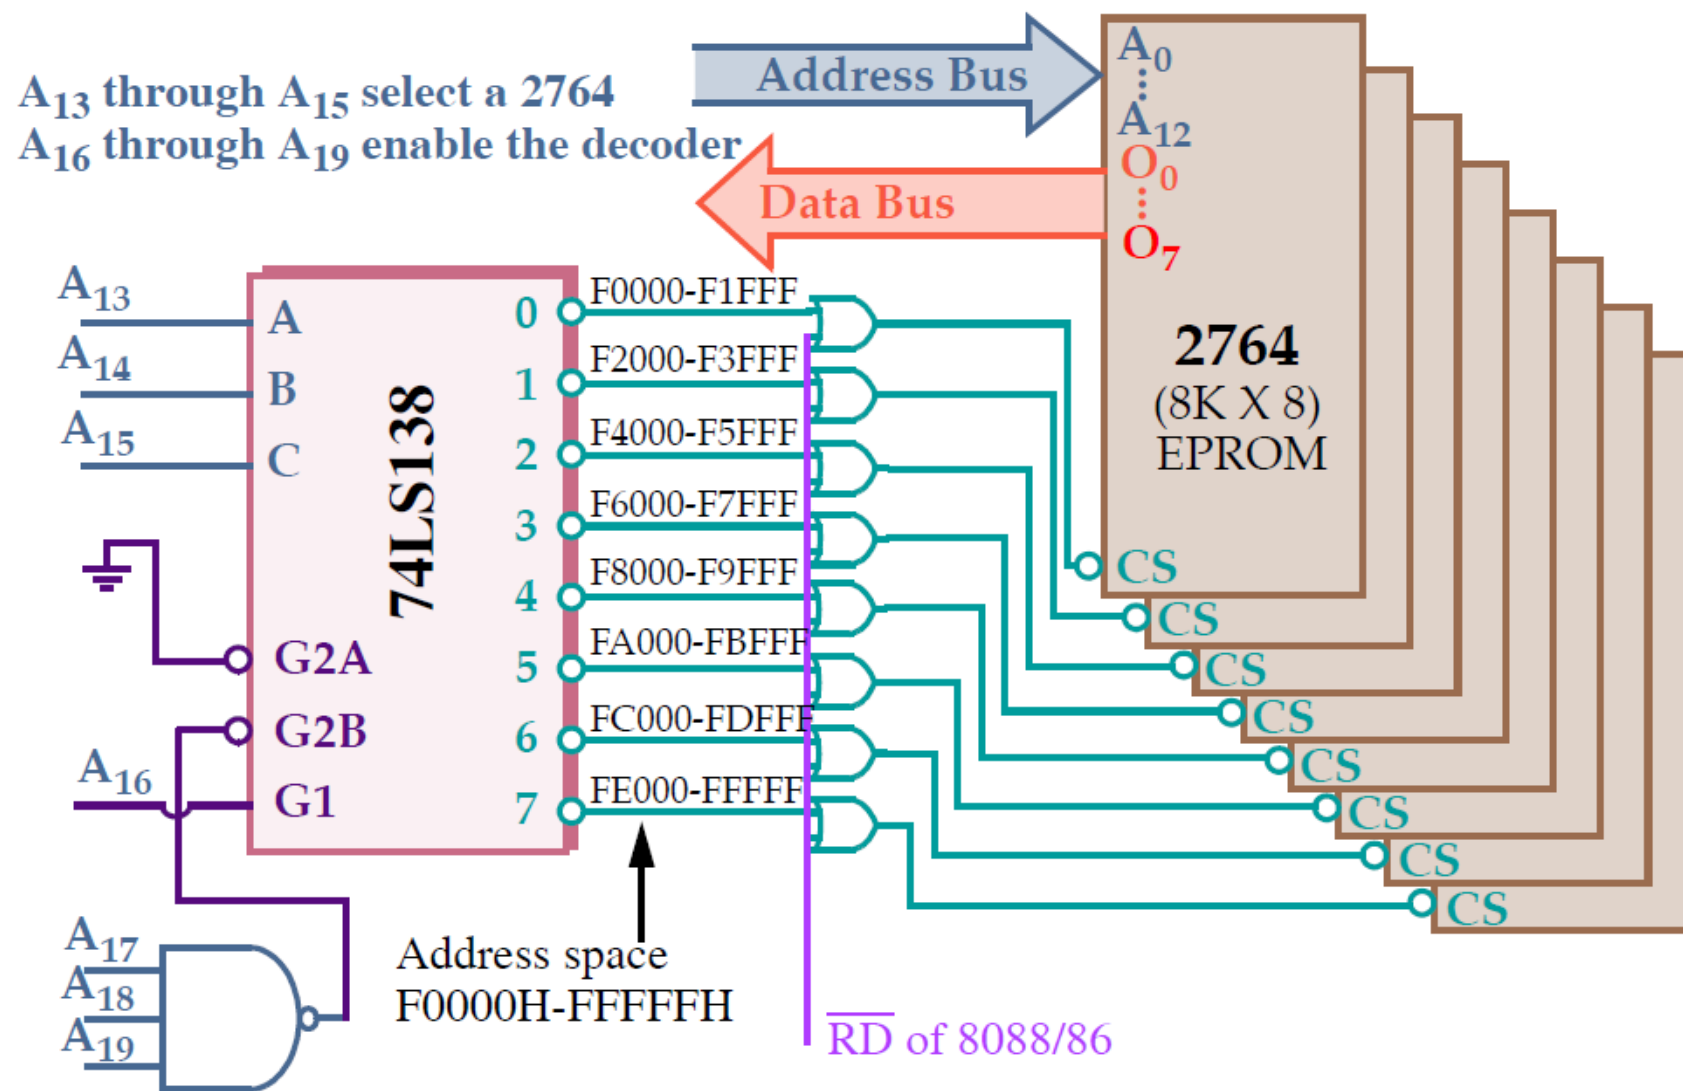 A13 through A15 select a 2764
A16 through A19 enable the decoder
Address Bus
Data Bus
A0
A12
O0
O7
2764
(8K X 8)
EPROM
CS
CS
CS
CS
CS
CS
CS
CS
A13
A14
A15
A
B
C
74LS138
G2A
G2B
G1
A16
0
1
2
3
4
5
6
7
F0000-F1FFF
F2000-F3FFF
F4000-F5FFF
F6000-F7FFF
F8000-F9FFF
FA000-FBFFF
FC000-FDFFF
FE000-FFFFF
A17
A18
A19
Address space
F0000H-FFFFFH
R̅D̅ of 8088/86